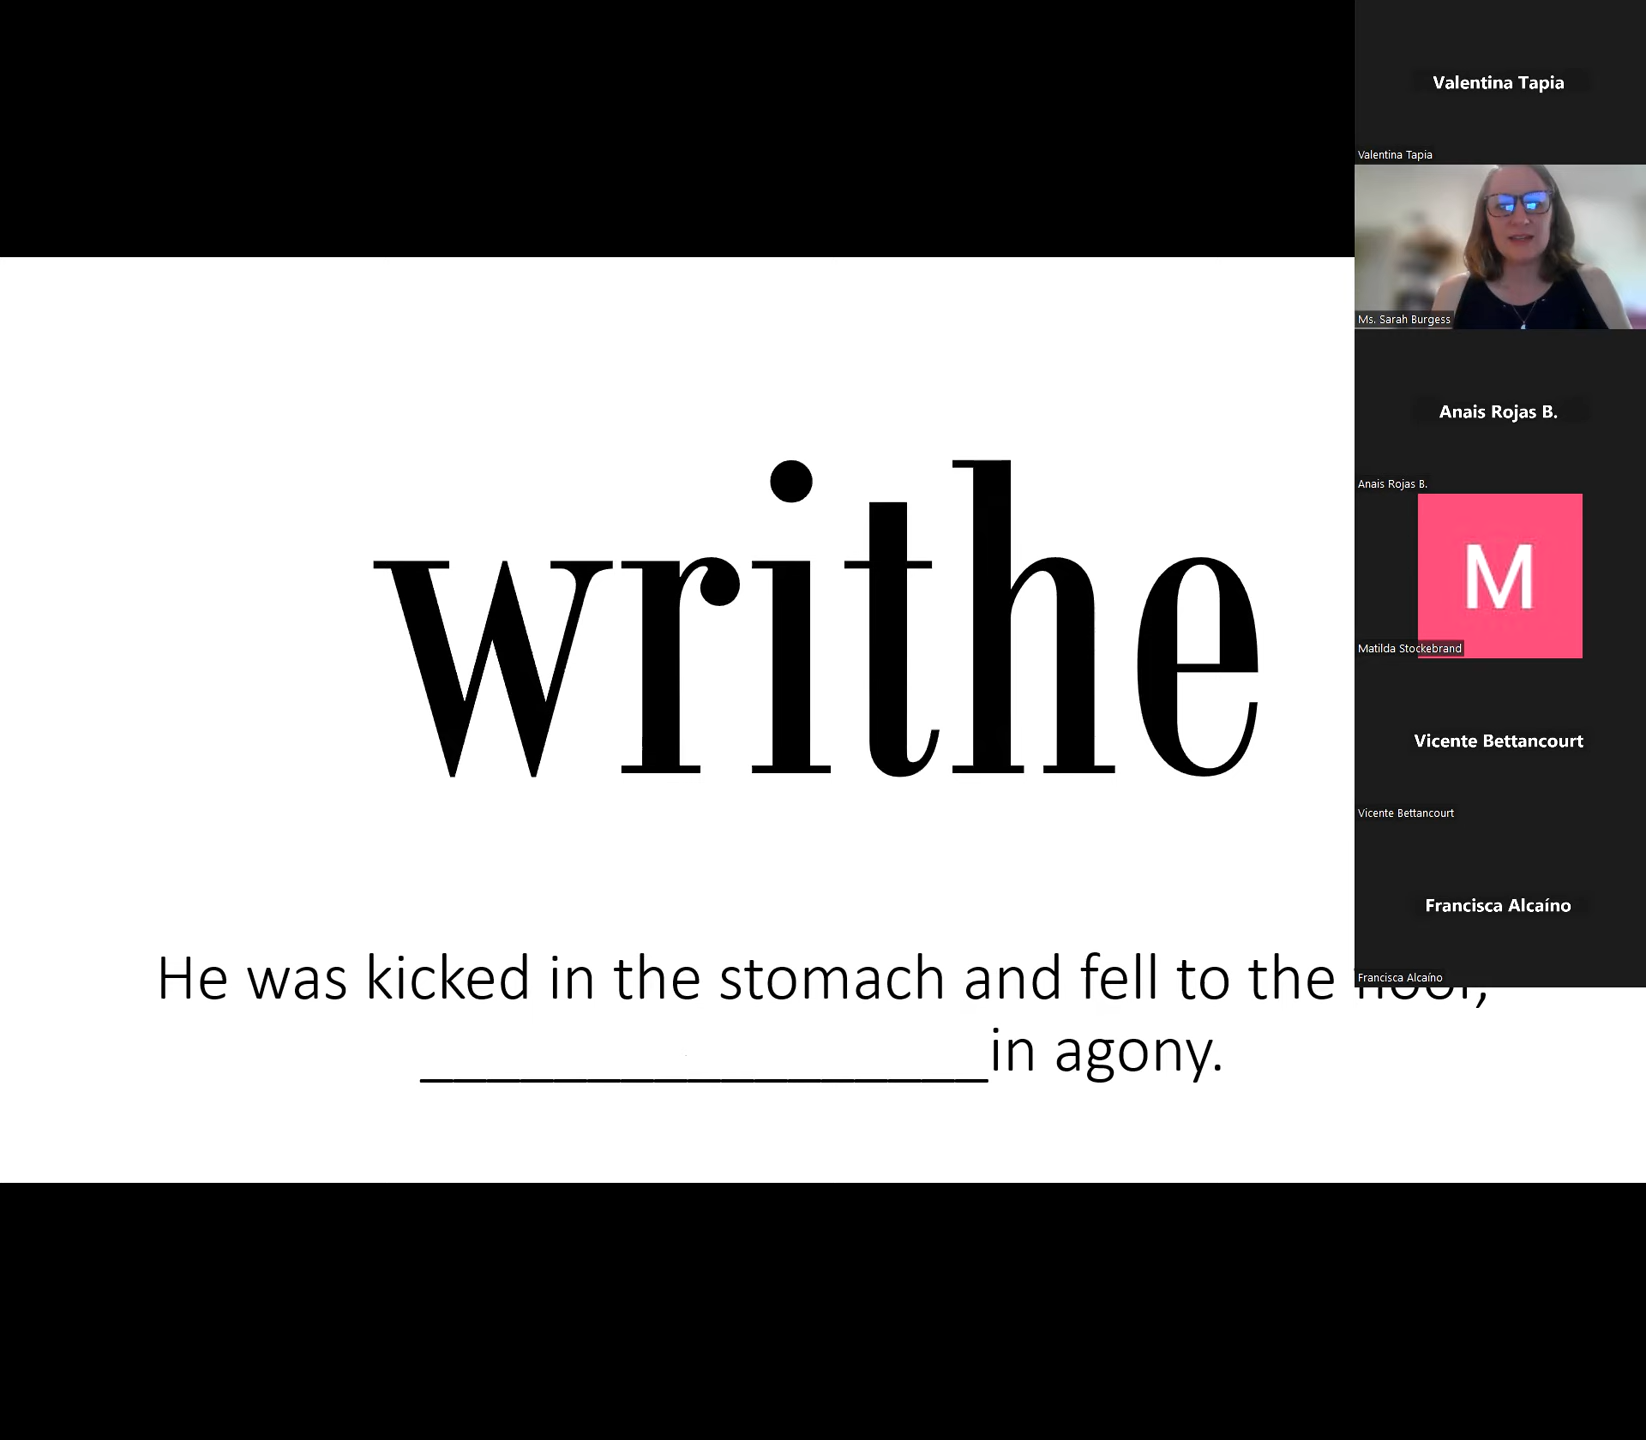 Valentina Tapia
Valentina Tapia
Ms. Sarah Burgess
Anais Rojas B.
Anais Rojas B.
M
Matilda Stockebrand
Vicente Bettancourt
Vicente Bettancourt
Francisca Alcaíno
Francisca Alcaíno
writhe
He was kicked in the stomach and fell to the
_________________in agony.